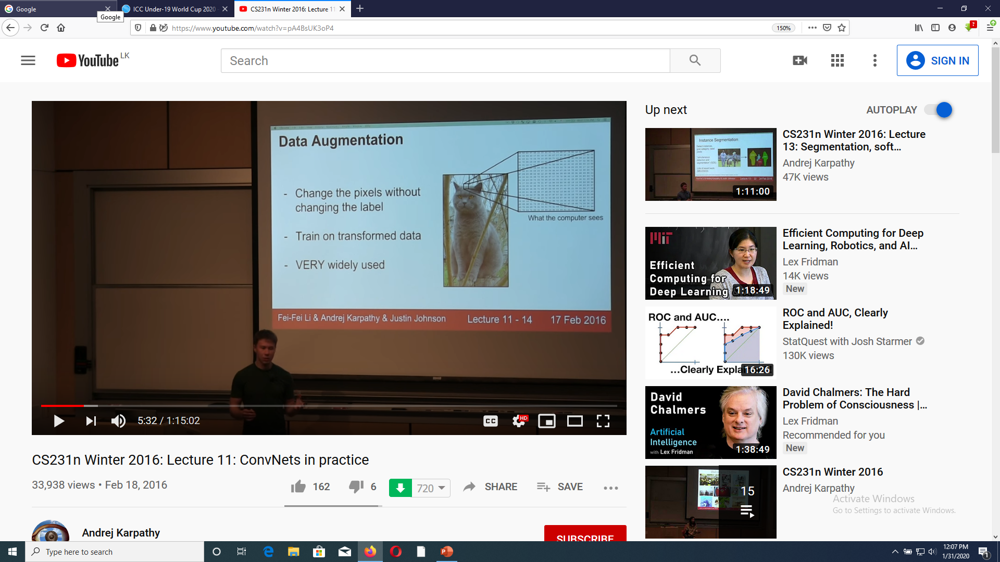 Google
ICC Under-19 World Cup 2020
CS231n Winter 2016: Lecture 11
Google
https://www.youtube.com/watch?v=pA4BsUK3oP4
150%
YouTube LK
Search
SIGN IN
Data Augmentation
- Change the pixels without
changing the label
- Train on transformed data
- VERY widely used
What the computer sees
Fei-Fei Li & Andrej Karpathy & Justin Johnson
Lecture 11 - 14
17 Feb 2016
5:32 / 1:15:02
CC
HD
CS231n Winter 2016: Lecture 11: ConvNets in practice
33,938 views • Feb 18, 2016
162
6
720
SHARE
SAVE
Andrej Karpathy
SUBSCRIBE
Up next
AUTOPLAY
Instance Segmentation
1:11:00
CS231n Winter 2016: Lecture
13: Segmentation, soft...
Andrej Karpathy
47K views
MIT
Efficient
Computing for
Deep Learning
1:18:49
Efficient Computing for Deep
Learning, Robotics, and AI...
Lex Fridman
14K views
New
ROC and AUC....
...Clearly Explained!
16:26
ROC and AUC, Clearly
Explained!
StatQuest with Josh Starmer
130K views
David
Chalmers
Artificial
Intelligence
with Lex Fridman
1:38:49
David Chalmers: The Hard
Problem of Consciousness |...
Lex Fridman
Recommended for you
New
15
CS231n Winter 2016
Andrej Karpathy
Activate Windows
Go to Settings to activate Windows.
Type here to search
12:07 PM
1/31/2020
1